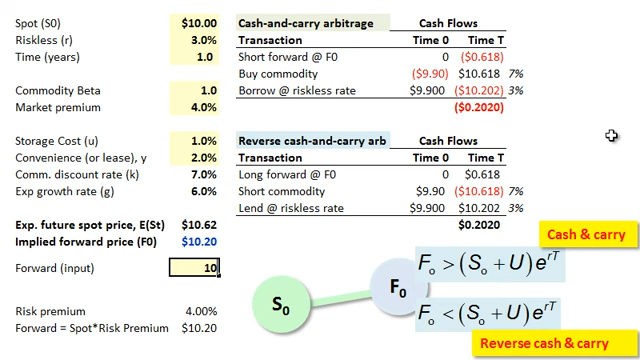 Spot (S0) $10.00
Riskless (r) 3.0%
Time (years) 1.0
Commodity Beta 1.0
Market premium 4.0%
Storage Cost (u) 1.0%
Convenience (or lease), y 2.0%
Comm. discount rate (k) 7.0%
Exp growth rate (g) 6.0%
Exp. future spot price, E(St) $10.62
Implied forward price (F0) $10.20
Forward (input) 10
Risk premium 4.00%
Forward = Spot*Risk Premium $10.20
Cash-and-carry arbitrage Cash Flows
Transaction Time 0 Time T
Short forward @ F0 0 ($0.618)
Buy commodity ($9.90) $10.618 7%
Borrow @ riskless rate $9.900 ($10.202) 3%
($0.2020)
Reverse cash-and-carry arb Cash Flows
Transaction Time 0 Time T
Long forward @ F0 0 $0.618
Short commodity $9.90 ($10.618) 7%
Lend @ riskless rate $9.900 $10.202 3%
$0.2020
Cash & carry
F₀ > (S₀ + U)e^{rT}
S₀ F₀
F₀ < (S₀ + U)e^{rT}
Reverse cash & carry